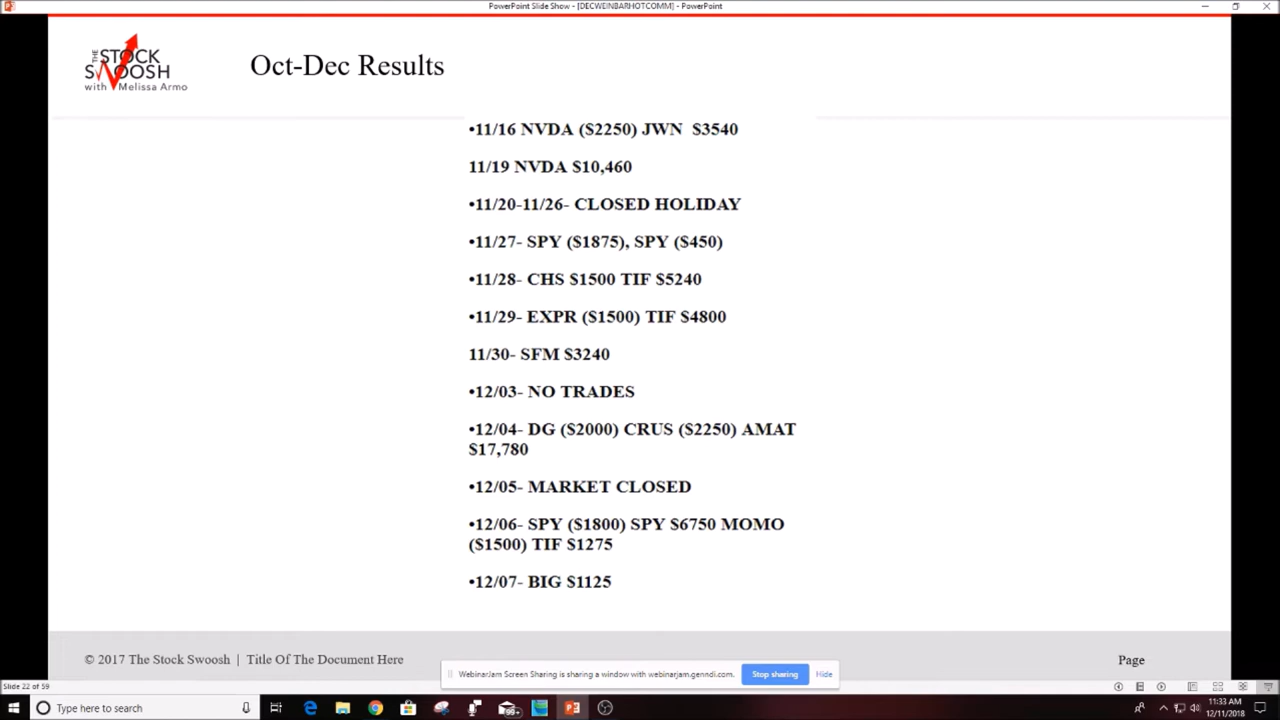 PowerPoint Slide Show - [DECWEINBARHOTCOMM] - PowerPoint
THE STOCK
SWOOSH
with Melissa Armo
Oct-Dec Results
•11/16 NVDA ($2250) JWN $3540
11/19 NVDA $10,460
•11/20-11/26- CLOSED HOLIDAY
•11/27- SPY ($1875), SPY ($450)
•11/28- CHS $1500 TIF $5240
•11/29- EXPR ($1500) TIF $4800
11/30- SFM $3240
•12/03- NO TRADES
•12/04- DG ($2000) CRUS ($2250) AMAT
$17,780
•12/05- MARKET CLOSED
•12/06- SPY ($1800) SPY $6750 MOMO
($1500) TIF $1275
•12/07- BIG $1125
© 2017 The Stock Swoosh | Title Of The Document Here
Page
WebinarJam Screen Sharing is sharing a window with webinarjam.genndi.com.
Stop sharing
Hide
Slide 22 of 59
Type here to search
99+
11:33 AM
12/11/2018